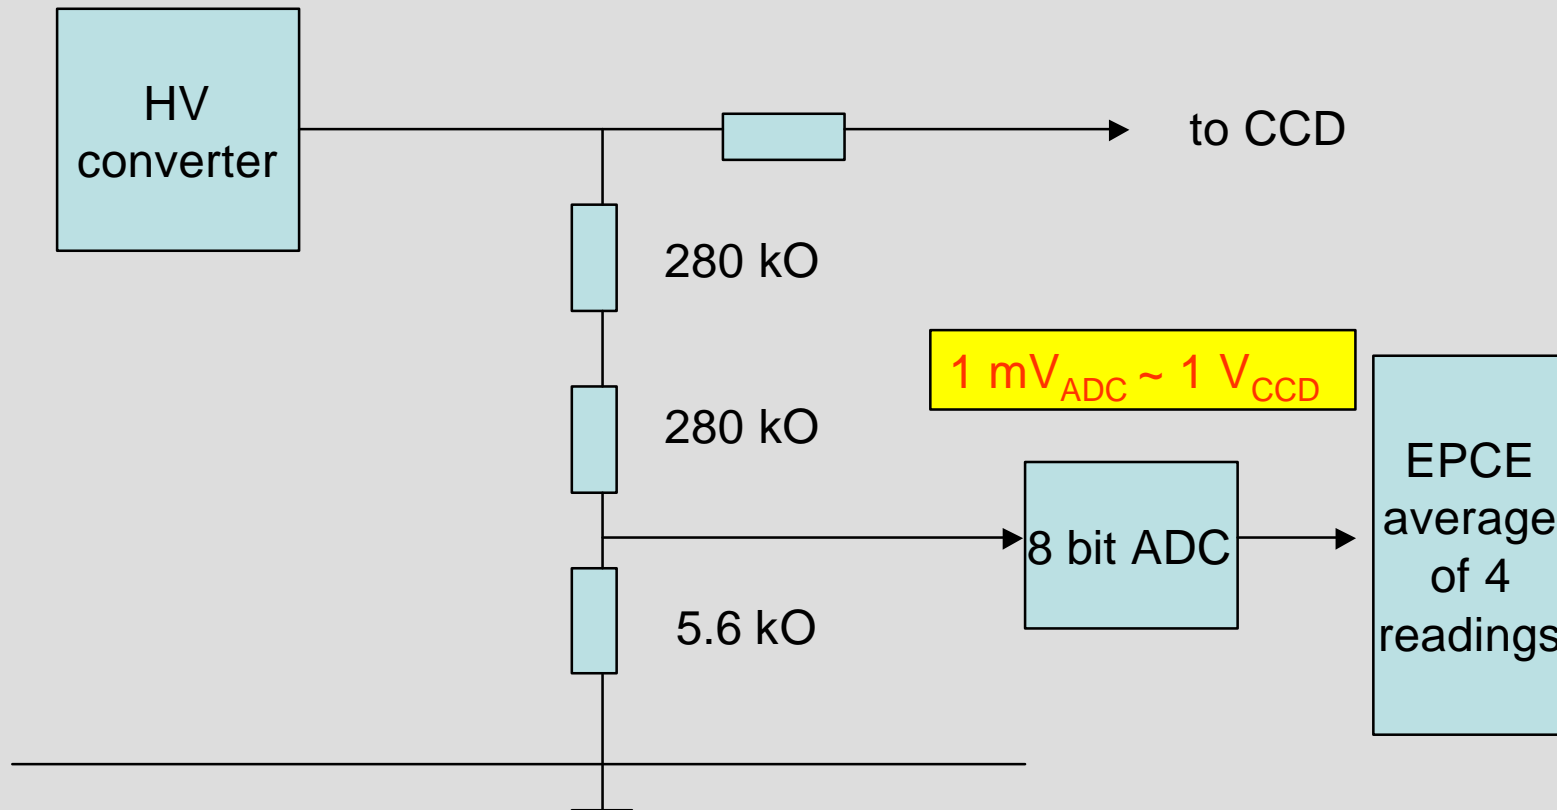 HV
converter
to CCD
280 kO
1 mVADC ~ 1 VCCD
280 kO
8 bit ADC
EPCE
average
of 4
readings
5.6 kO